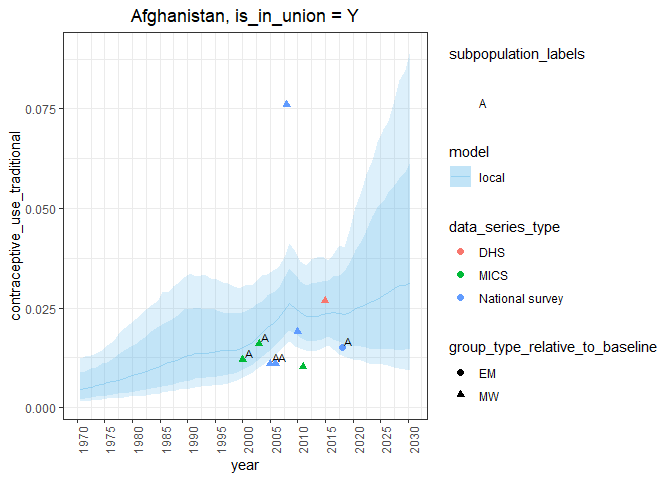 Afghanistan, is_in_union = Y
contraceptive_use_traditional
0.075
0.050
0.025
0.000
A
A
A
A
A
1970
1975
1980
1985
1990
1995
2000
2005
2010
2015
2020
2025
2030
year
subpopulation_labels
A
model
local
data_series_type
DHS
MICS
National survey
group_type_relative_to_baseline
EM
MW